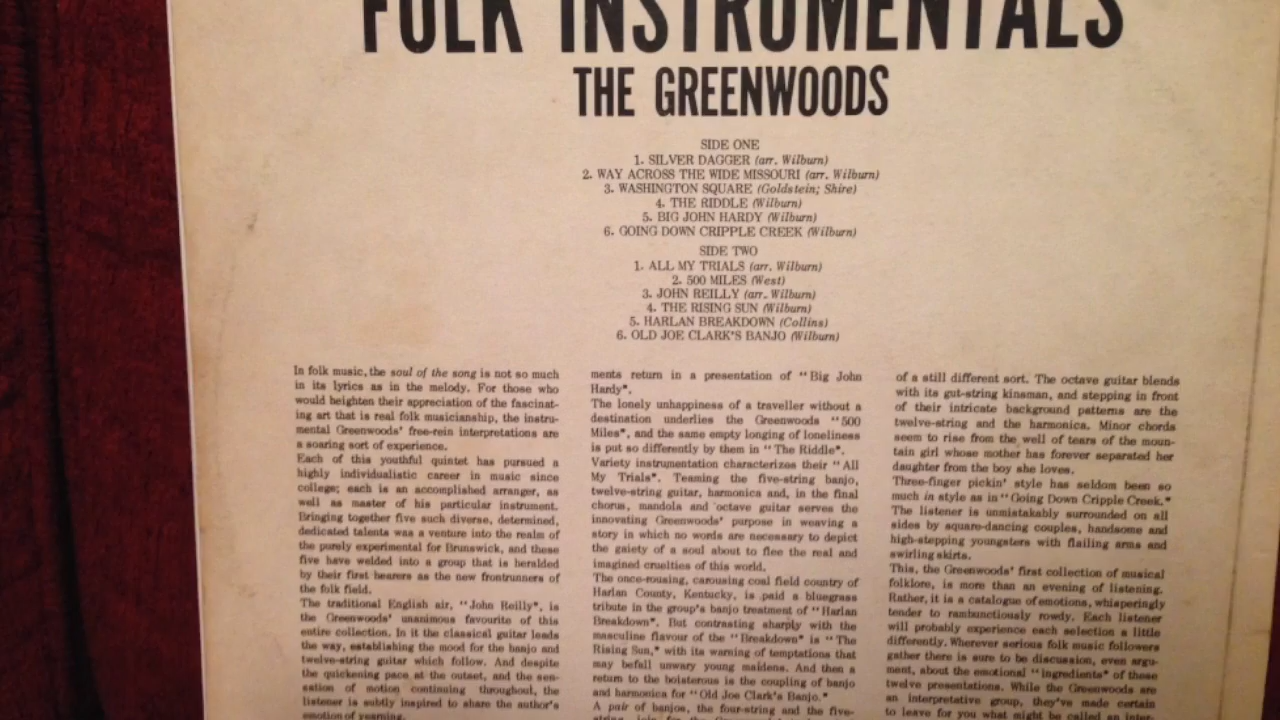 FOLK INSTRUMENTALS
THE GREENWOODS
SIDE ONE
1. SILVER DAGGER (arr. Wilburn)
2. WAY ACROSS THE WIDE MISSOURI (arr. Wilburn)
3. WASHINGTON SQUARE (Goldstein; Shire)
4. THE RIDDLE (Wilburn)
5. BIG JOHN HARDY (Wilburn)
6. GOING DOWN CRIPPLE CREEK (Wilburn)
SIDE TWO
1. ALL MY TRIALS (arr. Wilburn)
2. 500 MILES (West)
3. JOHN REILLY (arr. Wilburn)
4. THE RISING SUN (Wilburn)
5. HARLAN BREAKDOWN (Collins)
6. OLD JOE CLARK'S BANJO (Wilburn)
In folk music, the soul of the song is not so much
in its lyrics as in the melody. For those who
would heighten their appreciation of the fascinat-
ing art that is real folk musicianship, the instru-
mental Greenwoods' free-rein interpretations are
a soaring sort of experience.
Each of this youthful quintet has pursued a
highly individualistic career in music since
college; each is an accomplished arranger, as
well as master of his particular instrument.
Bringing together five such diverse, determined,
dedicated talents was a venture into the realm of
the purely experimental for Brunswick, and these
five have welded into a group that is heralded
by their first hearers as the new frontrunners of
the folk field.
The traditional English air, "John Reilly", is
the Greenwoods' unanimous favourite of this
entire collection. In it the classical guitar leads
the way, establishing the mood for the banjo and
twelve-string guitar which follow. And despite
the quickening pace at the outset, and the sen-
sation of motion continuing throughout, the
listener is subtly inspired to share the author's
emotion of yearning.
ments return in a presentation of "Big John
Hardy".
The lonely unhappiness of a traveller without a
destination underlies the Greenwoods "500
Miles", and the same empty longing of loneliness
is put so differently by them in "The Riddle".
Variety instrumentation characterizes their "All
My Trials". Teaming the five-string banjo,
twelve-string guitar, harmonica and, in the final
chorus, mandola and octave guitar serves the
innovating Greenwoods' purpose in weaving a
story in which no words are necessary to depict
the gaiety of a soul about to flee the real and
imagined cruelties of this world.
The once-rousing, carousing coal field country of
Harlan County, Kentucky, is paid a bluegrass
tribute in the group's banjo treatment of "Harlan
Breakdown". But contrasting sharply with the
masculine flavour of the "Breakdown" is "The
Rising Sun," with its warning of temptations that
may befall unwary young maidens. And then a
return to the boisterous is the coupling of banjo
and harmonica for "Old Joe Clark's Banjo."
A pair of banjos, the four-string and the five-
of a still different sort. The octave guitar blends
with its gut-string kinsman, and stepping in front
of their intricate background patterns are the
twelve-string and the harmonica. Minor chords
seem to rise from the well of tears of the moun-
tain girl whose mother has forever separated her
daughter from the boy she loves.
Three-finger pickin' style has seldom been so
much in style as in "Going Down Cripple Creek."
The listener is unmistakably surrounded on all
sides by square-dancing couples, handsome and
high-stepping youngsters with flailing arms and
swirling skirts.
This, the Greenwoods' first collection of musical
folklore, is more than an evening of listening.
Rather, it is a catalogue of emotions, whisperingly
tender to rambunctiously rowdy. Each listener
will probably experience each selection a little
differently. Wherever serious folk music followers
gather there is sure to be discussion, even argu-
ment, about the emotional "ingredients" of these
twelve presentations. While the Greenwoods are
an interpretative group, they've made certain
to leave for you what might be called an inter-